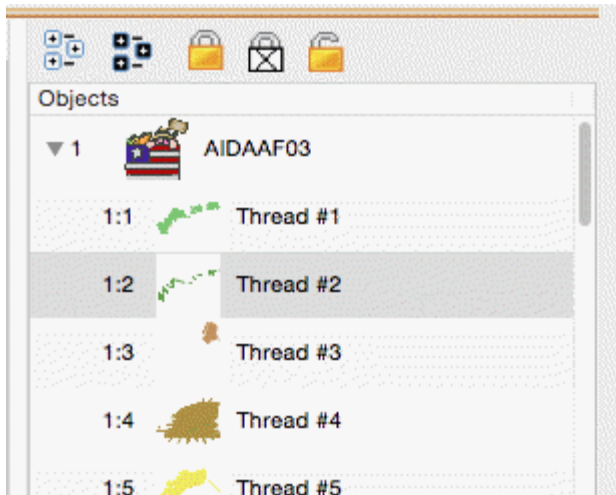 Objects
1 AIDAAF03
1:1 Thread #1
1:2 Thread #2
1:3 Thread #3
1:4 Thread #4
1:5 Thread #5